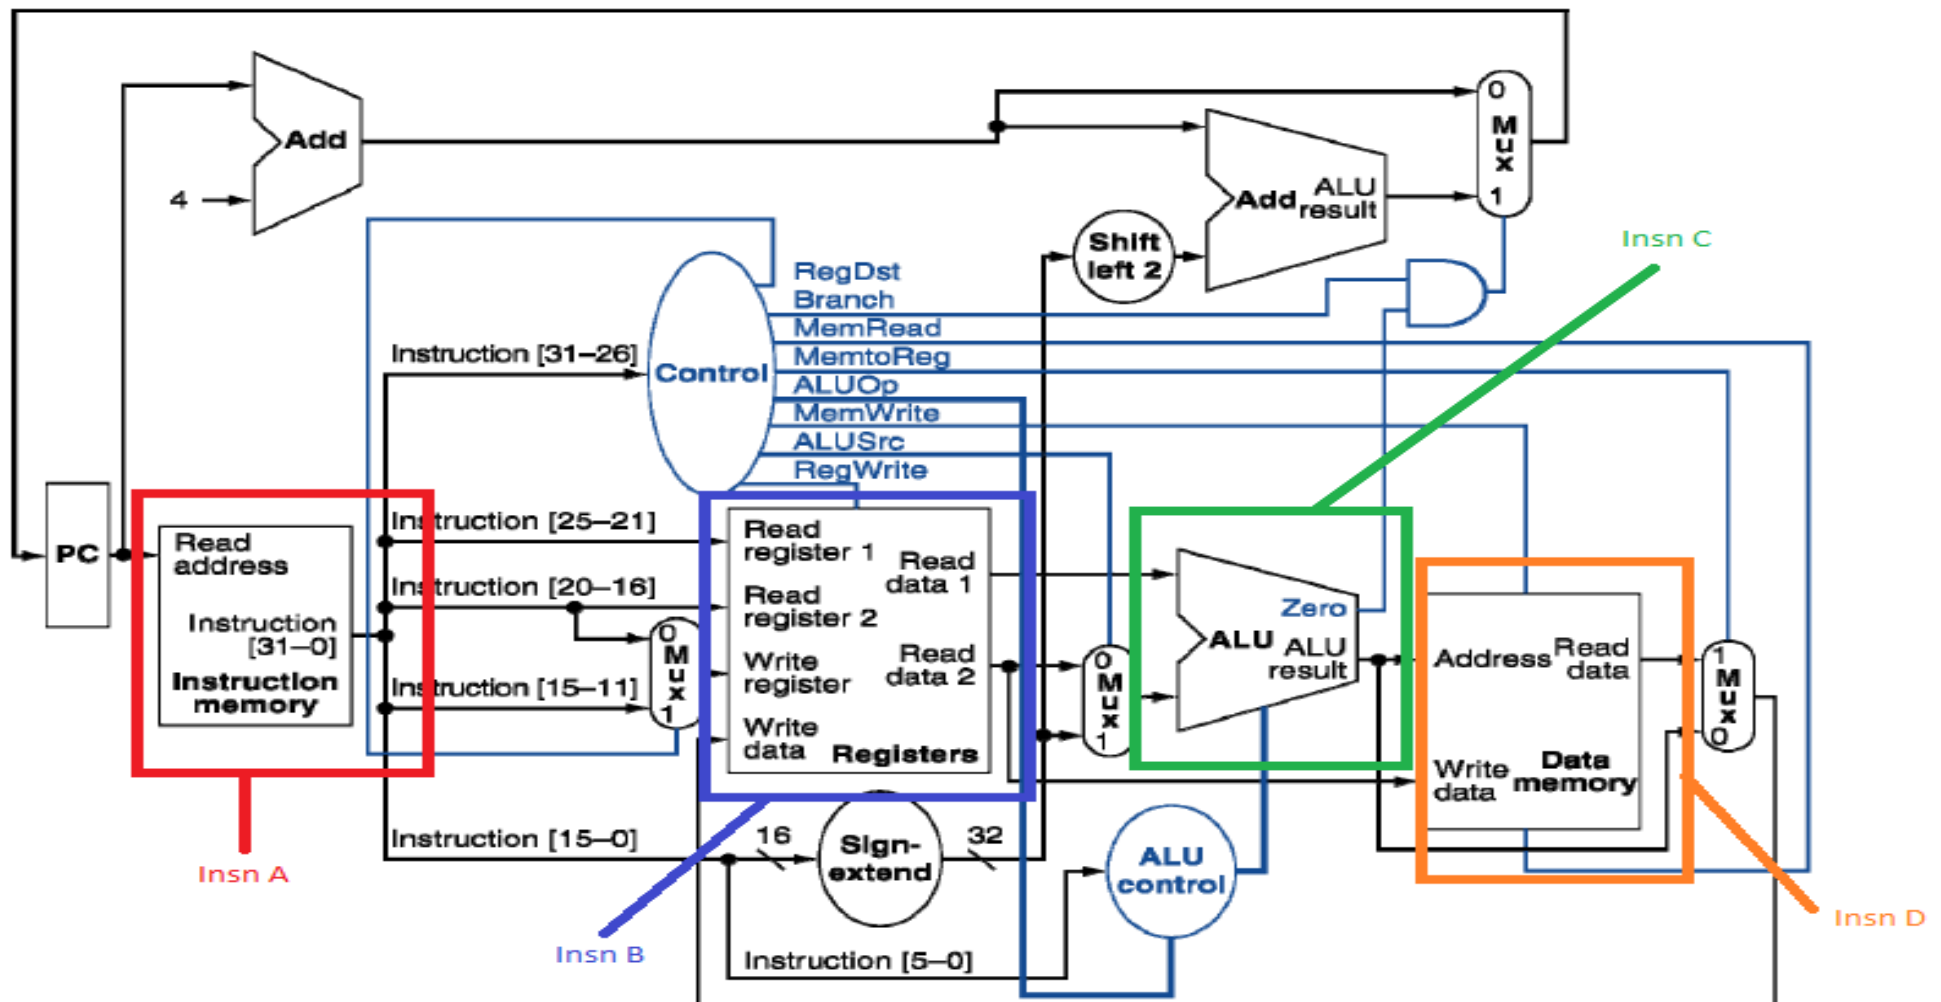 0
Mux
1
Add
4
Add
ALU
result
Shift
left 2
Insn C
RegDst
Branch
MemRead
MemtoReg
ALUOp
MemWrite
ALUSrc
RegWrite
Control
Instruction [31–26]
Instruction [25–21]
Instruction [20–16]
Instruction [15–11]
Instruction [15–0]
Instruction [5–0]
PC
Read
address
Instruction
[31–0]
Instruction
memory
Insn A
0
Mux
1
Read
register 1
Read
register 2
Write
register
Write
data
Read
data 1
Read
data 2
Registers
Insn B
16
Sign-
extend
32
0
Mux
1
Zero
ALU
ALU
result
ALU
control
Address
Read
data
Write
data
Data
memory
1
Mux
0
Insn D